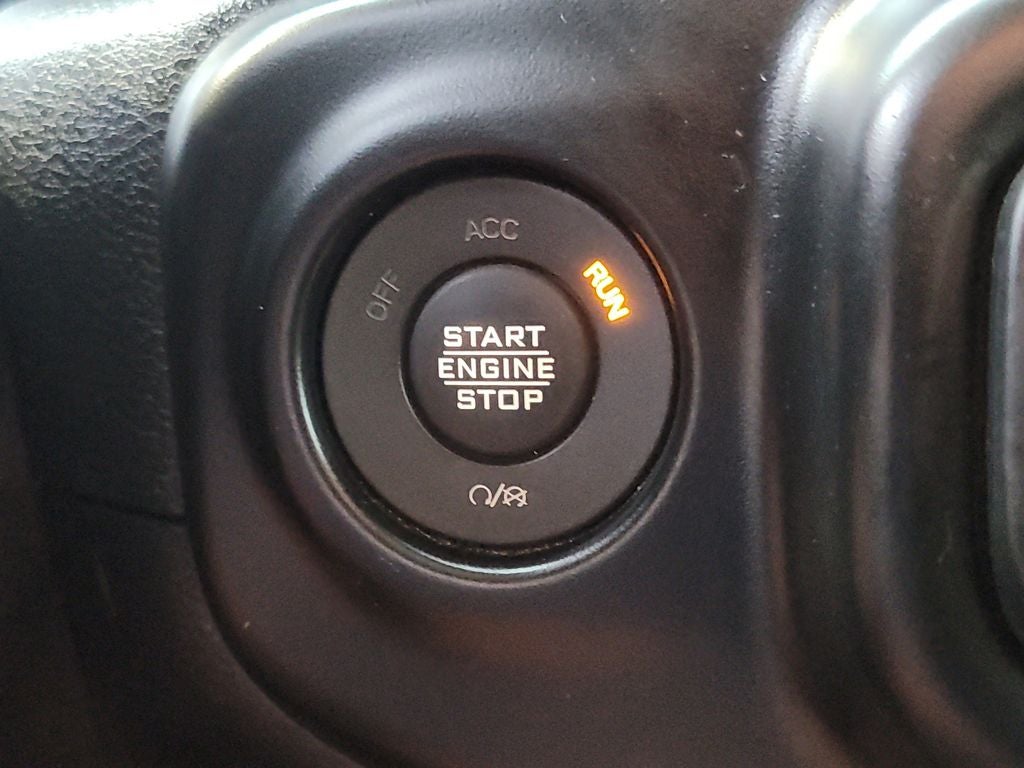 ACC
OFF
RUN
START
ENGINE
STOP